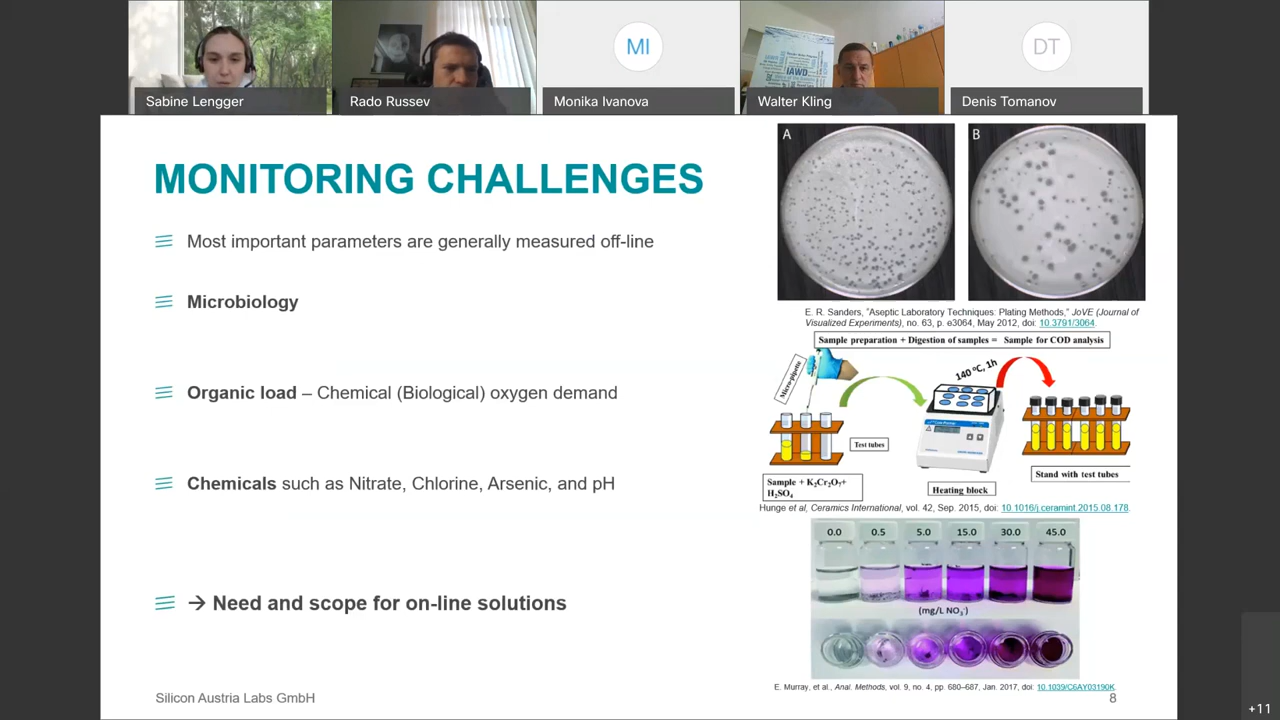 MI
DT
IAWD
Sabine Lengger
Rado Russev
Monika Ivanova
Walter Kling
Denis Tomanov
MONITORING CHALLENGES
Most important parameters are generally measured off-line
Microbiology
Organic load – Chemical (Biological) oxygen demand
Chemicals such as Nitrate, Chlorine, Arsenic, and pH
→ Need and scope for on-line solutions
A
B
E. R. Sanders, "Aseptic Laboratory Techniques: Plating Methods," JoVE (Journal of
Visualized Experiments), no. 63, p. e3064, May 2012, doi: 10.3791/3064.
Sample preparation + Digestion of samples = Sample for COD analysis
Micro-pipette
140 °C, 1h
Test tubes
Sample + K₂Cr₂O₇+
H₂SO₄
Heating block
Stand with test tubes
Hunge et al, Ceramics International, vol. 42, Sep. 2015, doi: 10.1016/j.ceramint.2015.08.178.
0.0 0.5 5.0 15.0 30.0 45.0
(mg/L NO₃⁻)
E. Murray, et al., Anal. Methods, vol. 9, no. 4, pp. 680–687, Jan. 2017, doi: 10.1039/C6AY03190K.
Silicon Austria Labs GmbH
8
+11